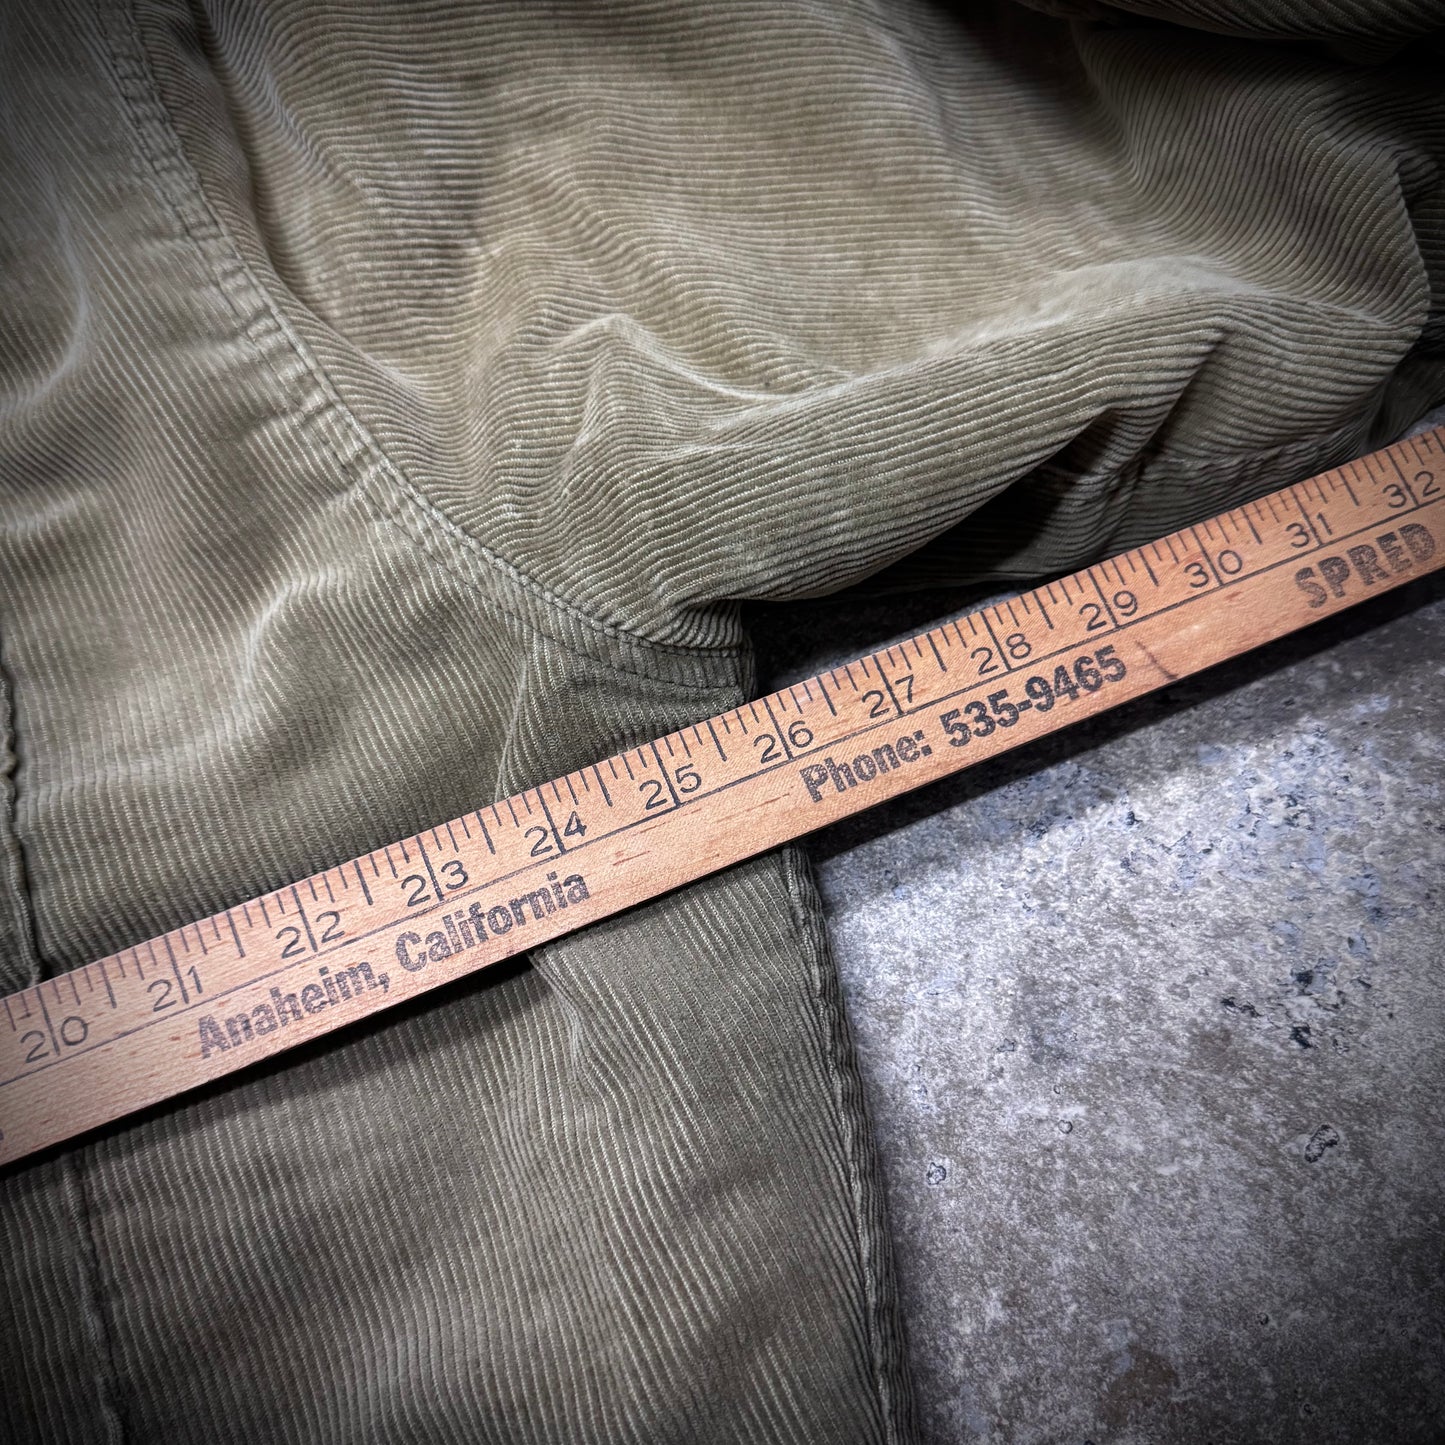 20 21 22 23 24 25 26 27 28 29 30 31 32
Anaheim, California Phone: 535-9465 SPRED